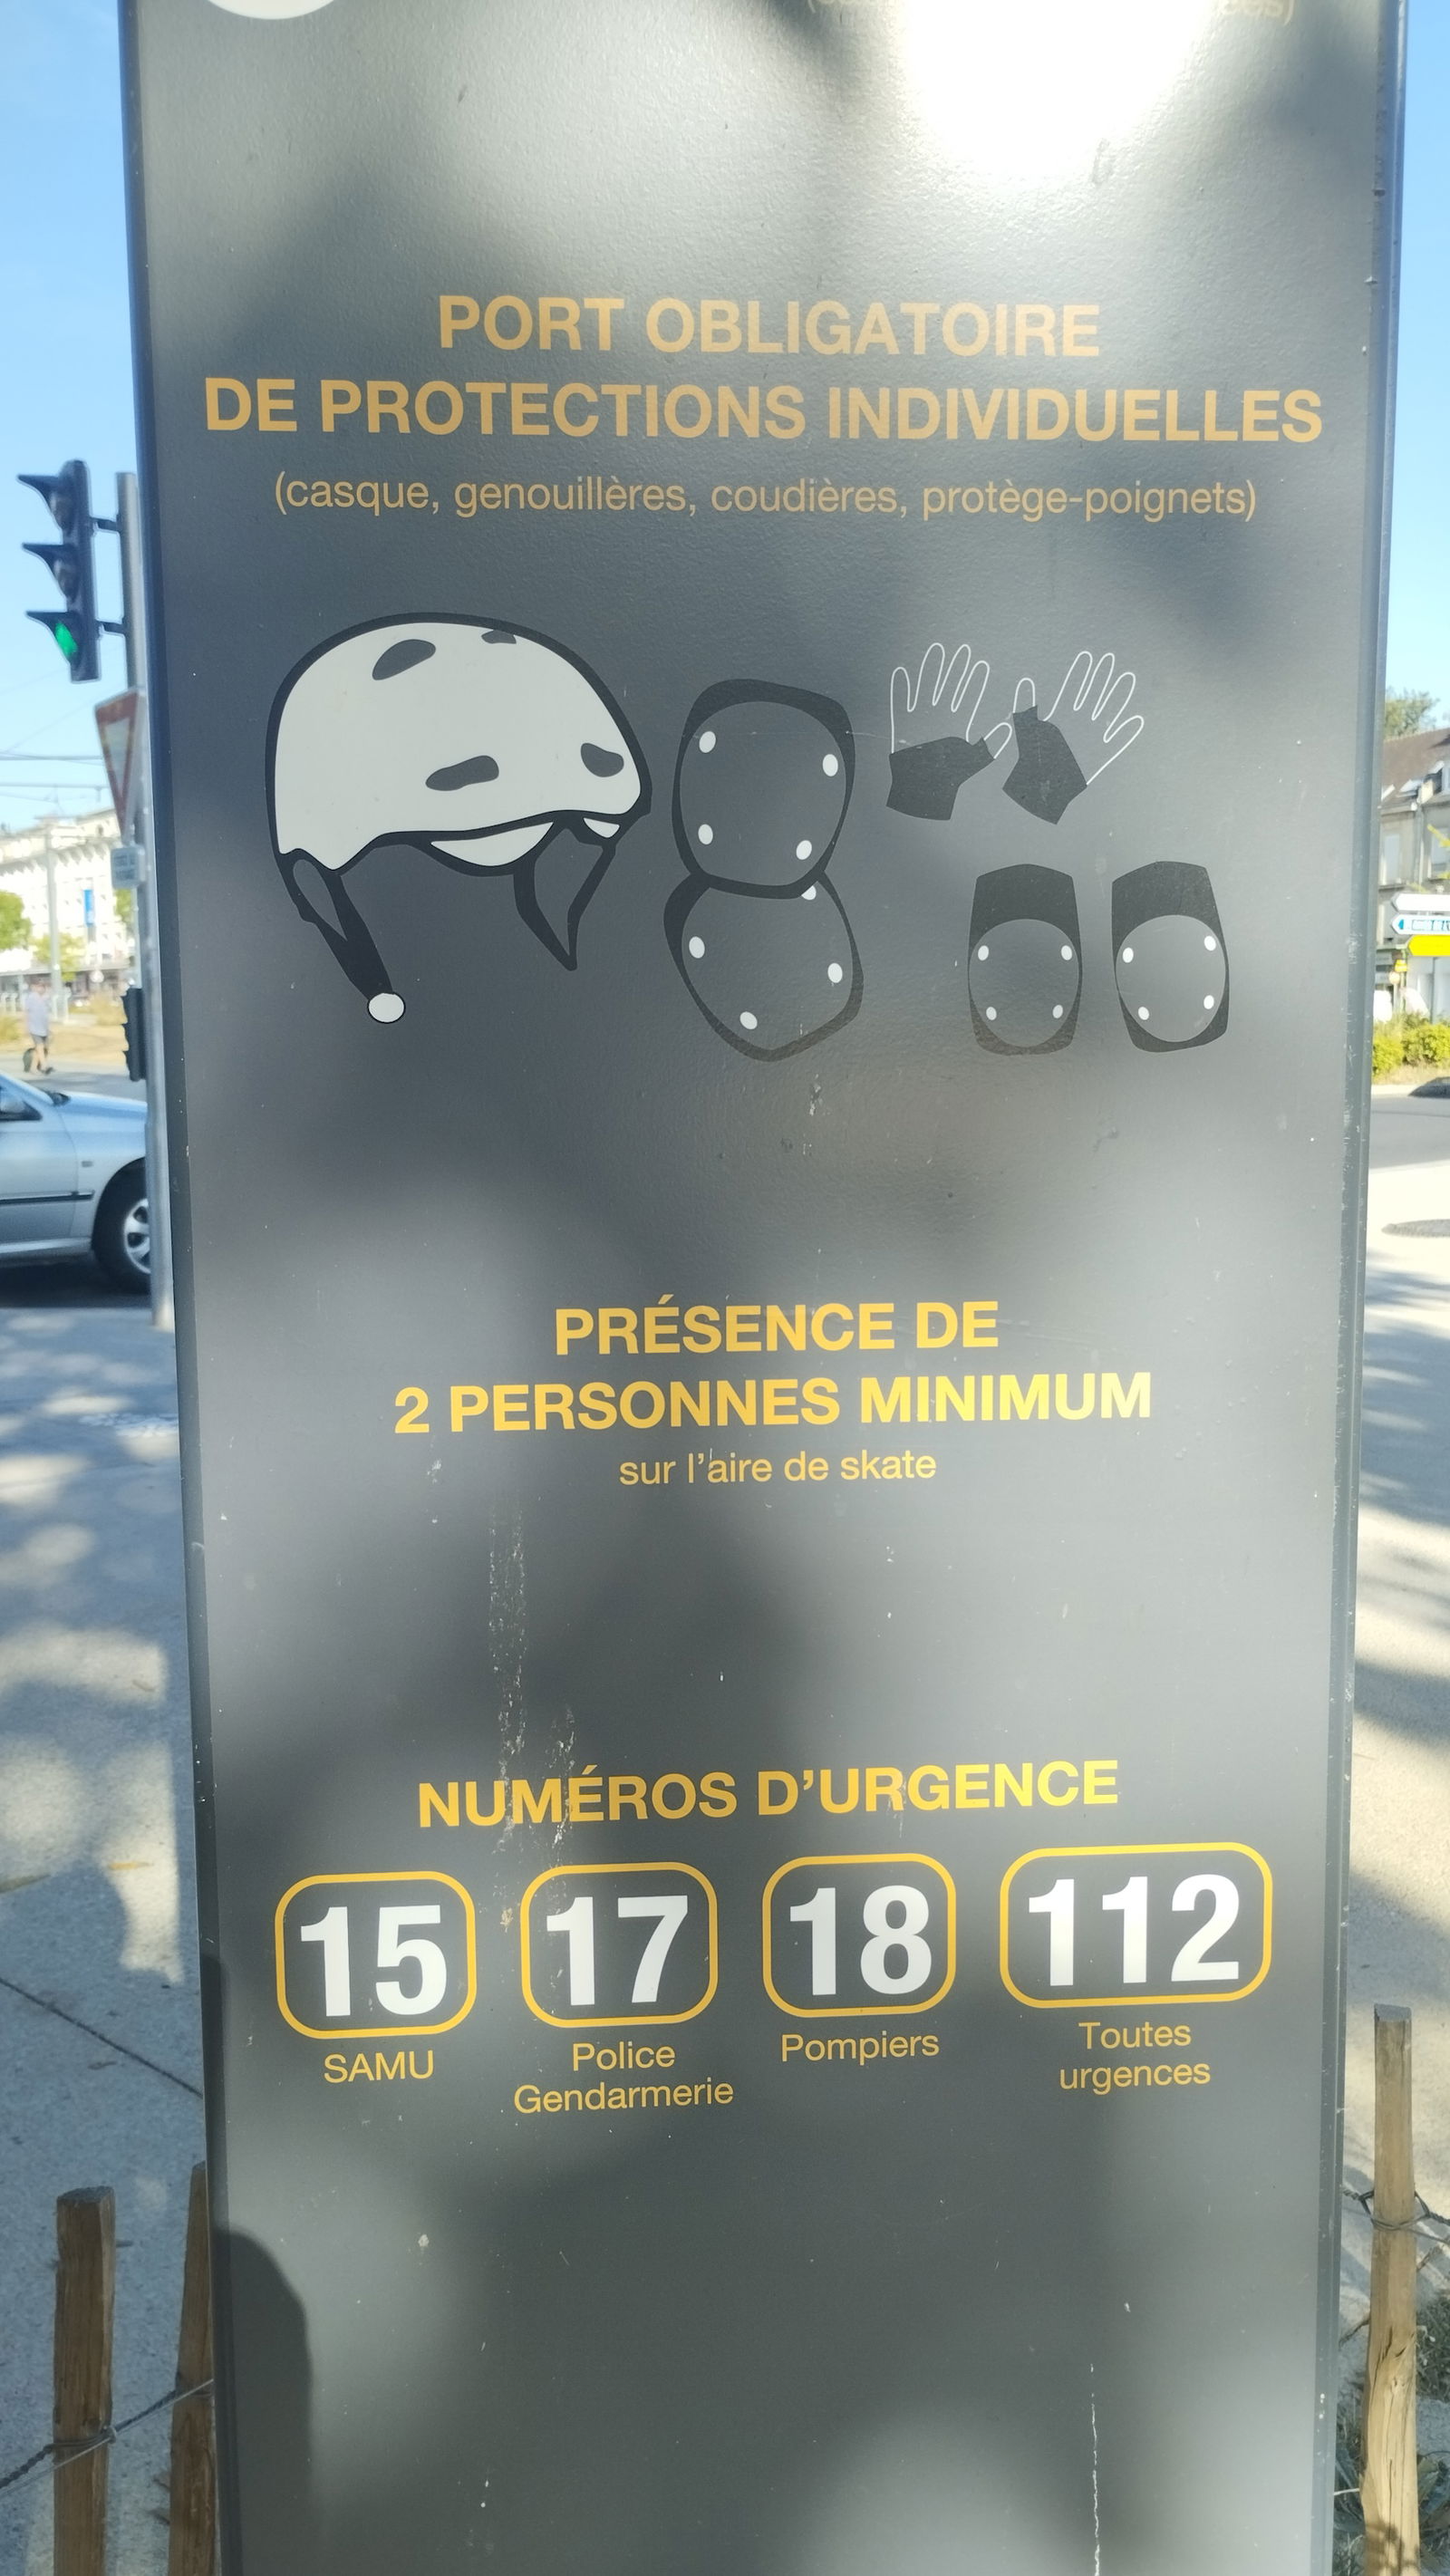 PORT OBLIGATOIRE
DE PROTECTIONS INDIVIDUELLES
(casque, genouillères, coudières, protège-poignets)
PRÉSENCE DE
2 PERSONNES MINIMUM
sur l'aire de skate
NUMÉROS D'URGENCE
15 17 18 112
SAMU Police Pompiers Toutes
Gendarmerie urgences